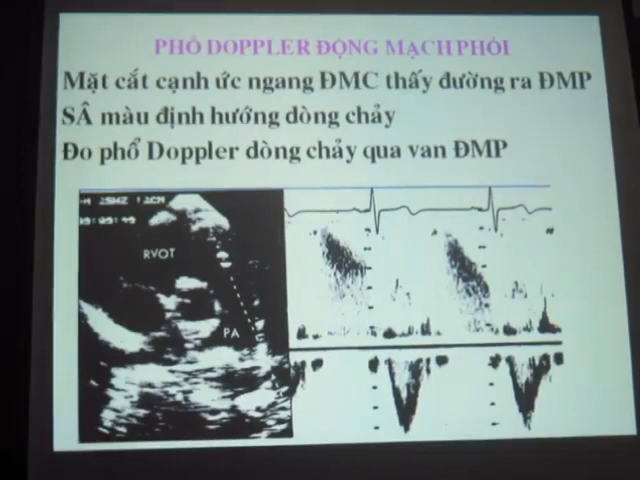 PHỔ DOPPLER ĐỘNG MẠCH PHỔI
Mặt cắt cạnh ức ngang ĐMC thấy đường ra ĐMP
SÂ màu định hướng dòng chảy
Đo phổ Doppler dòng chảy qua van ĐMP
12CM
RVOT
PA